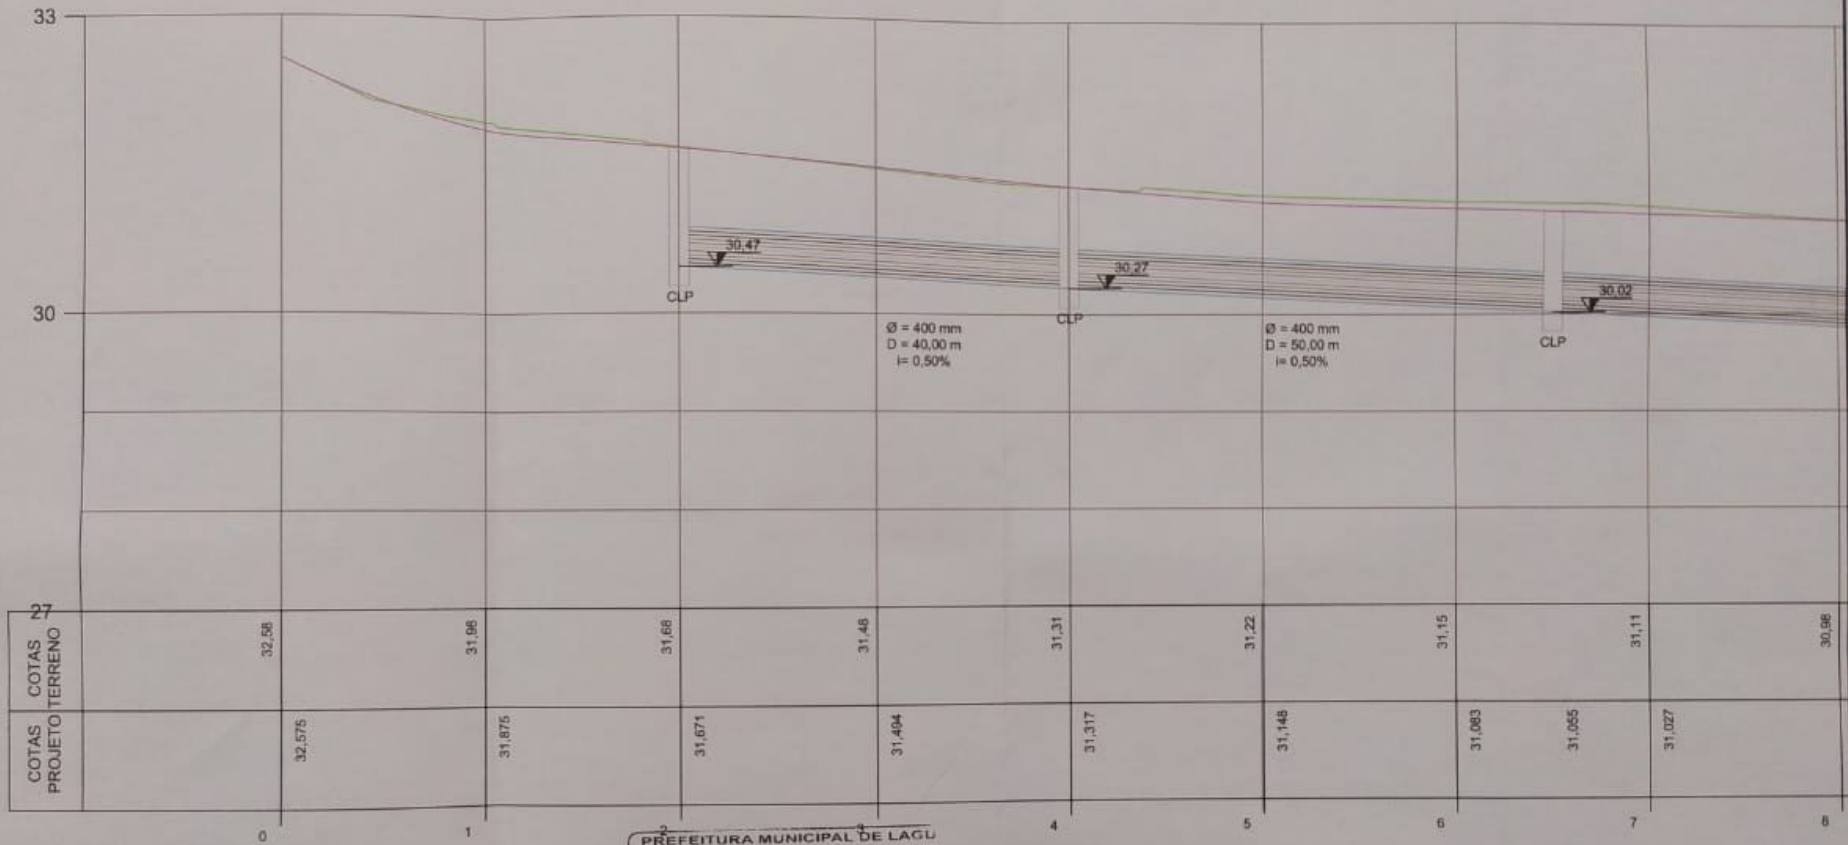 33
30,47
CLP
30,27
CLP
30,02
CLP
30
Ø = 400 mm
D = 40,00 m
i= 0,50%
Ø = 400 mm
D = 50,00 m
i= 0,50%
27
COTAS
TERRENO
32,58
31,98
31,68
31,48
31,31
31,22
31,15
31,11
30,98
COTAS
PROJETO
32,575
31,875
31,671
31,494
31,317
31,148
31,083
31,055
31,027
0
1
2
3
4
5
6
7
8
PREFEITURA MUNICIPAL DE LAGU